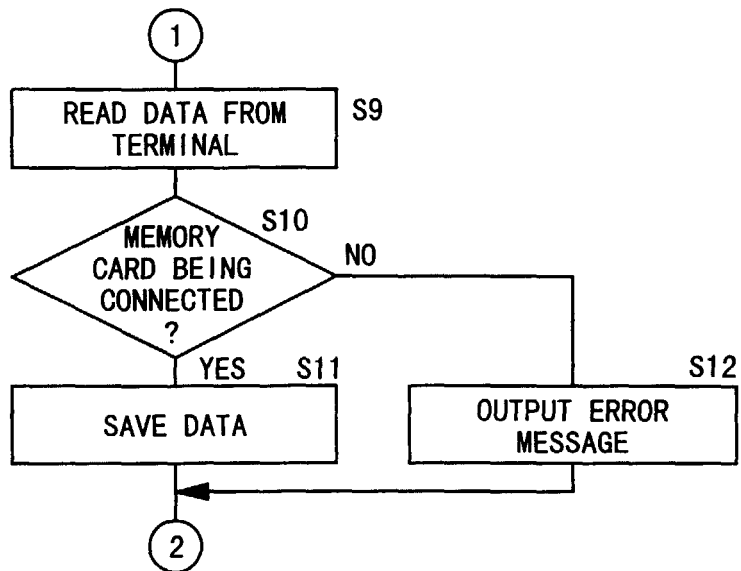 1
READ DATA FROM
TERMINAL
S9
S10
MEMORY
CARD BEING
CONNECTED
?
NO
YES
S11
SAVE DATA
S12
OUTPUT ERROR
MESSAGE
2